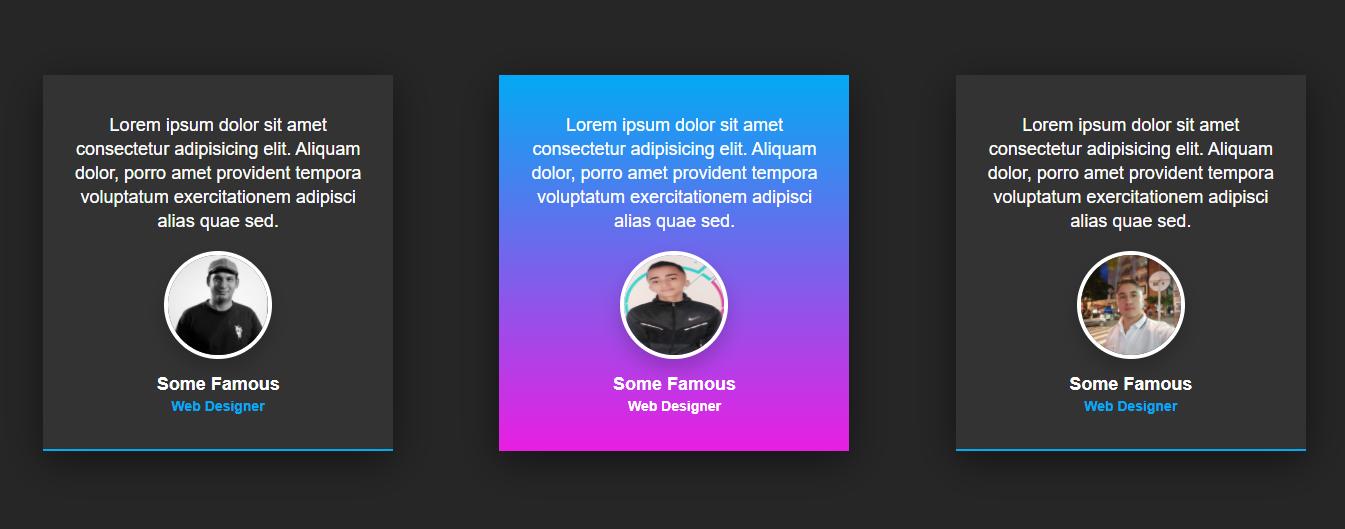 Lorem ipsum dolor sit amet
consectetur adipisicing elit. Aliquam
dolor, porro amet provident tempora
voluptatum exercitationem adipisci
alias quae sed.
Some Famous
Web Designer
Lorem ipsum dolor sit amet
consectetur adipisicing elit. Aliquam
dolor, porro amet provident tempora
voluptatum exercitationem adipisci
alias quae sed.
Some Famous
Web Designer
Lorem ipsum dolor sit amet
consectetur adipisicing elit. Aliquam
dolor, porro amet provident tempora
voluptatum exercitationem adipisci
alias quae sed.
Some Famous
Web Designer